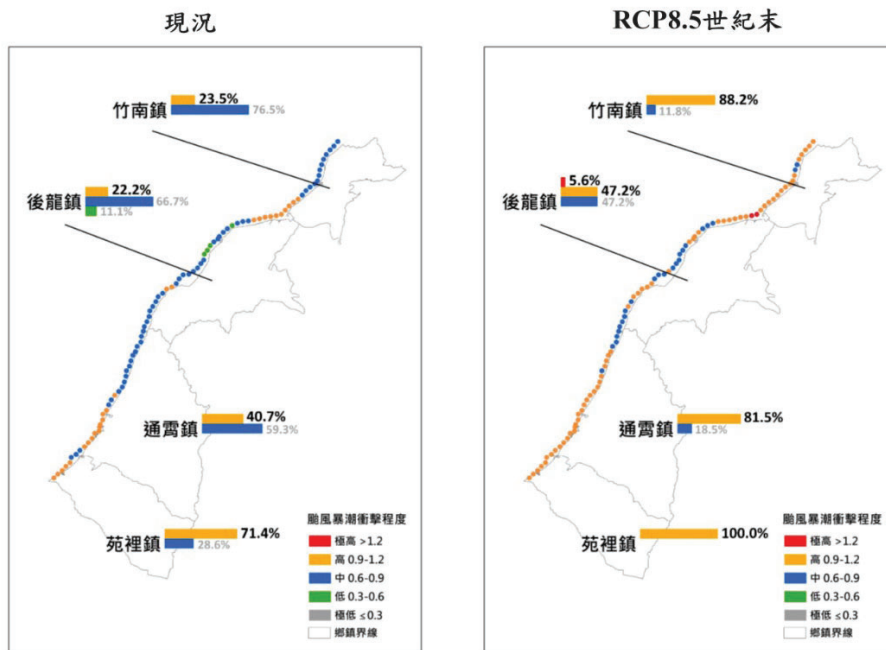 現況
竹南鎮
23.5%
76.5%
後龍鎮
22.2%
66.7%
11.1%
通霄鎮
40.7%
59.3%
苑裡鎮
71.4%
28.6%
颱風暴潮衝擊程度
極高 >1.2
高 0.9-1.2
中 0.6-0.9
低 0.3-0.6
極低 ≤0.3
鄉鎮界線
RCP8.5世紀末
竹南鎮
88.2%
11.8%
後龍鎮
5.6%
47.2%
47.2%
通霄鎮
81.5%
18.5%
苑裡鎮
100.0%
颱風暴潮衝擊程度
極高 >1.2
高 0.9-1.2
中 0.6-0.9
低 0.3-0.6
極低 ≤0.3
鄉鎮界線